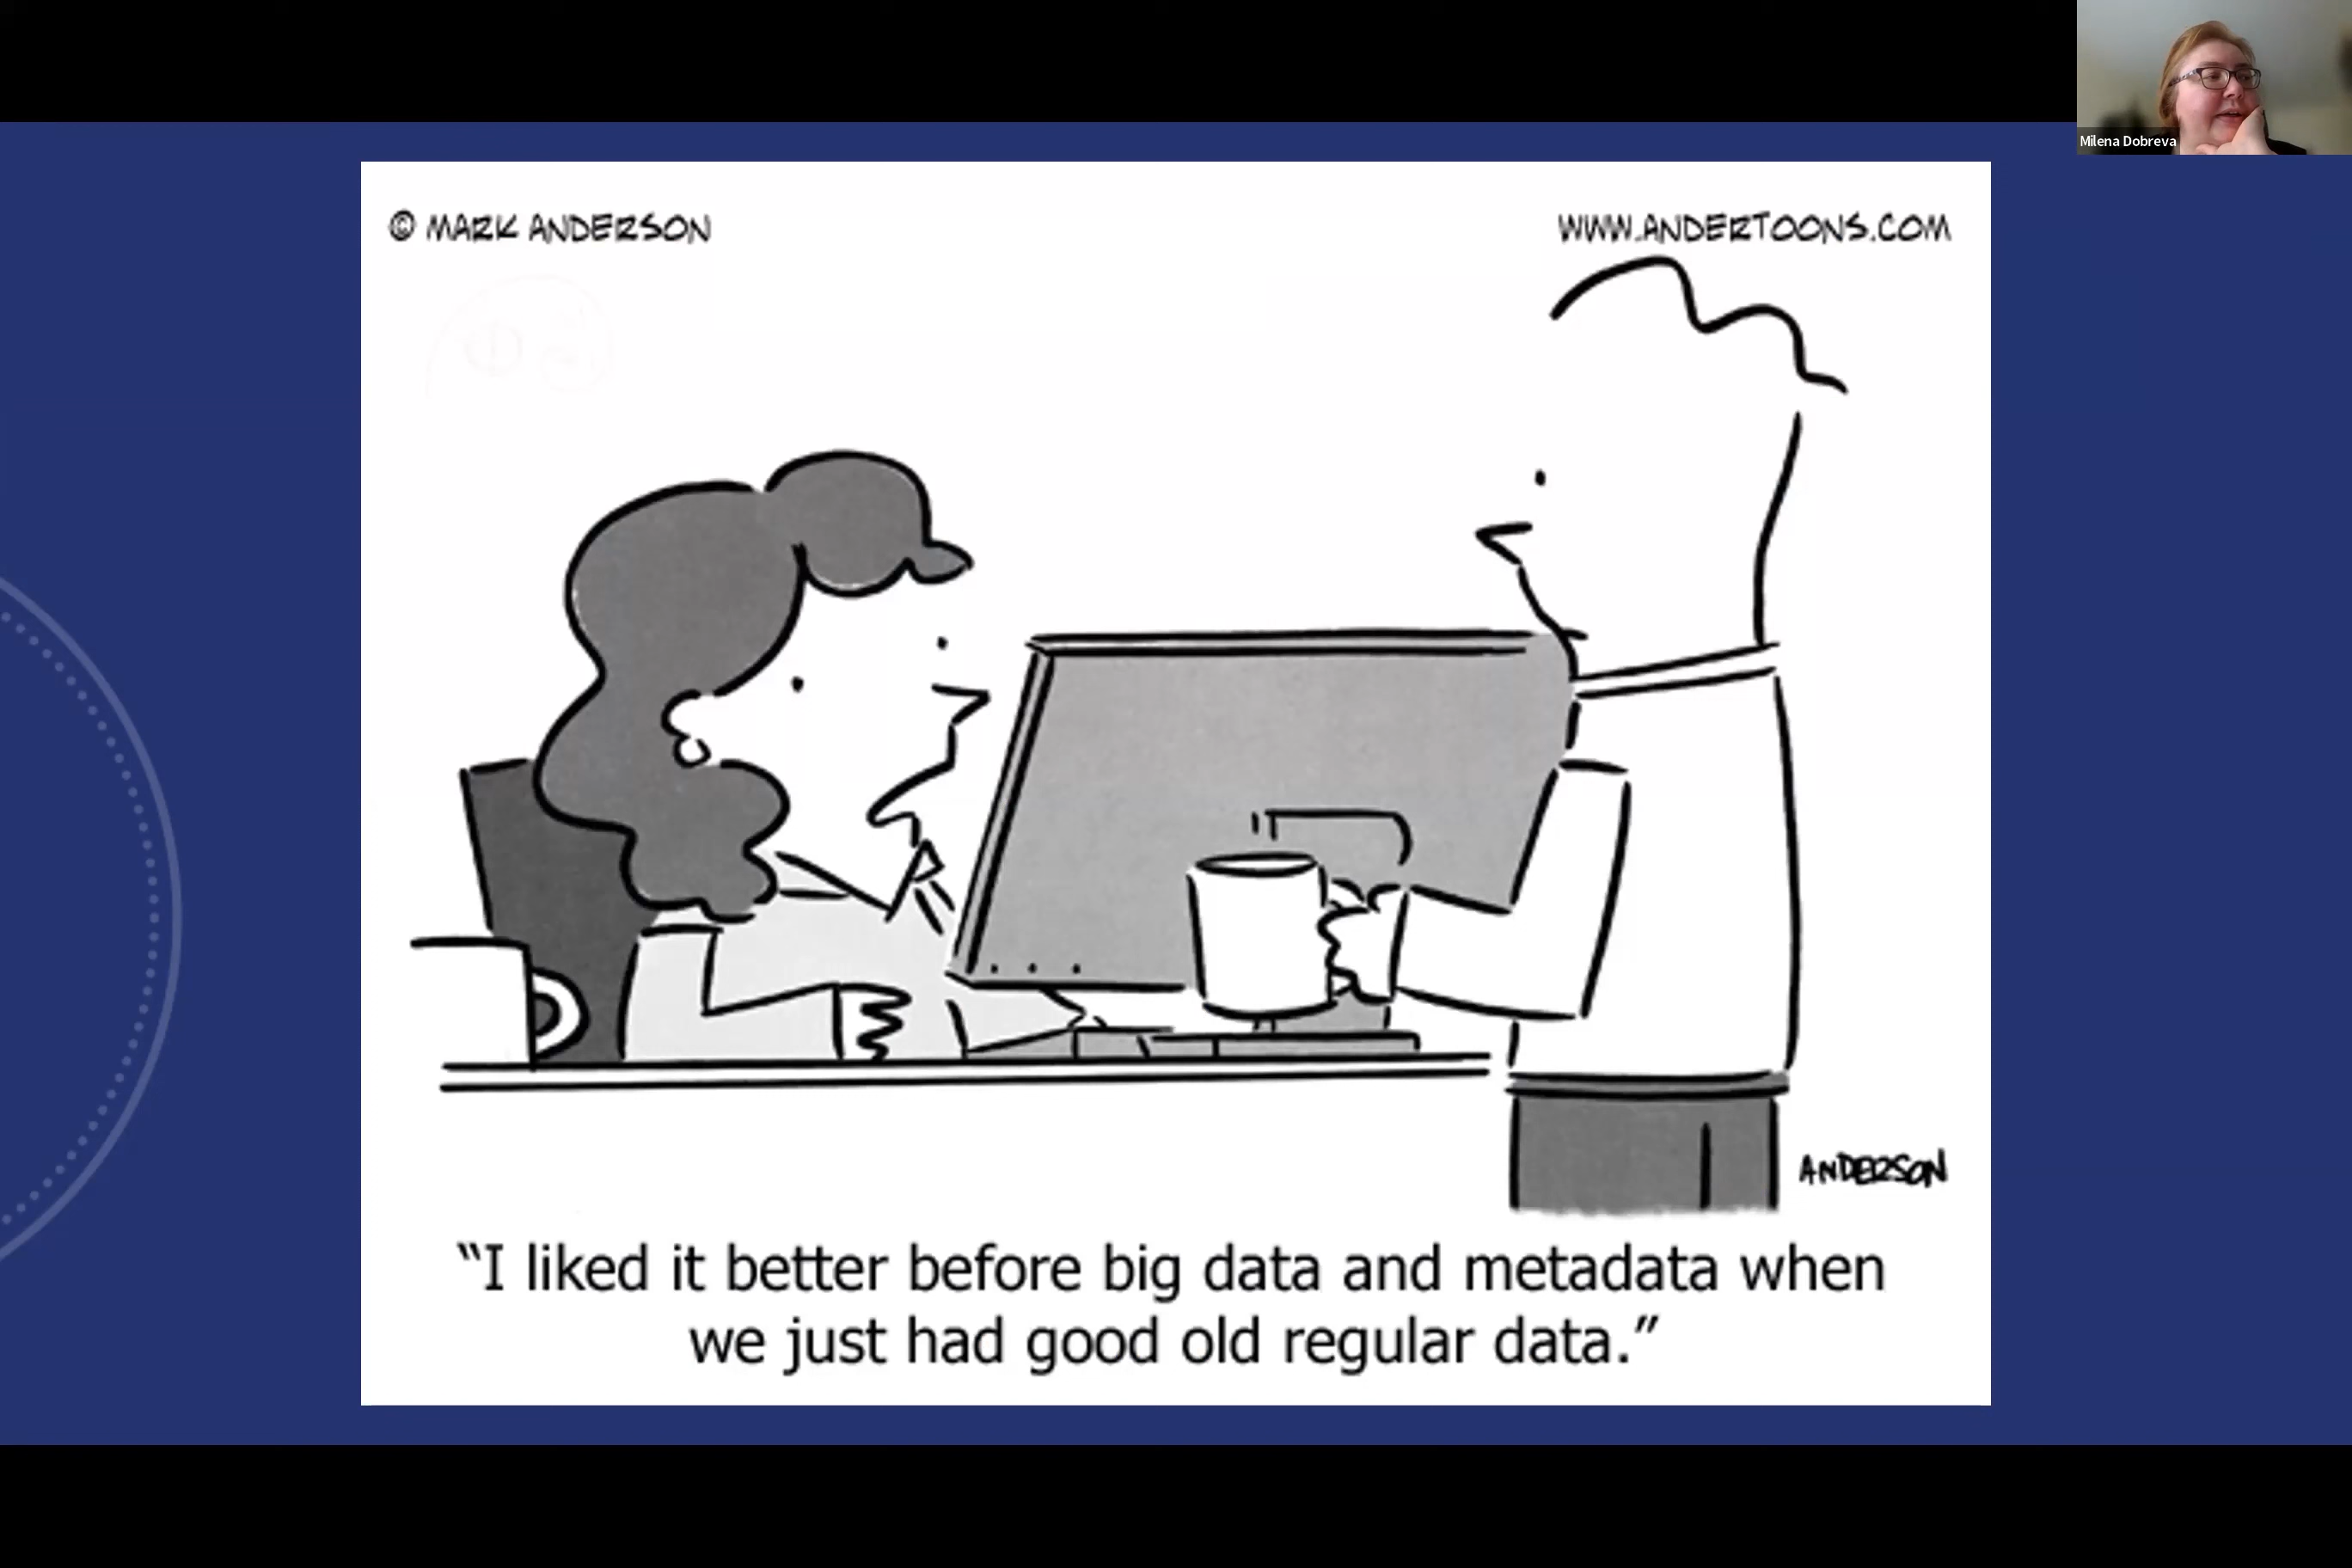 Milena Dobreva
© MARK ANDERSON
WWW.ANDERTOONS.COM
ANDERSON
“I liked it better before big data and metadata when
we just had good old regular data.”